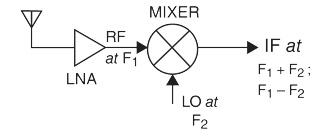 MIXER
RF
at F₁
LNA
IF at
F₁ + F₂ ;
F₁ – F₂
LO at
F₂